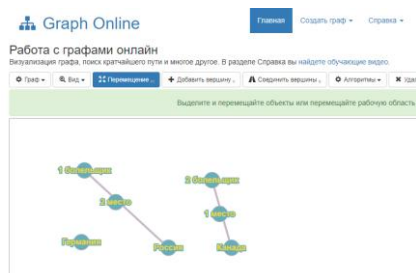 Graph Online
Главная
Создать граф
Справка
Работа с графами онлайн
Визуализация графа, поиск кратчайшего пути и многое другое. В разделе Справка вы найдете обучающие видео.
Граф
Вид
Перемещение
Добавить вершину
Соединить вершины
Алгоритмы
Уда
Выделите и перемещайте объекты или перемещайте рабочую область
1 болельщик
2 болельщик
2 место
1 место
Германия
Россия
Канада